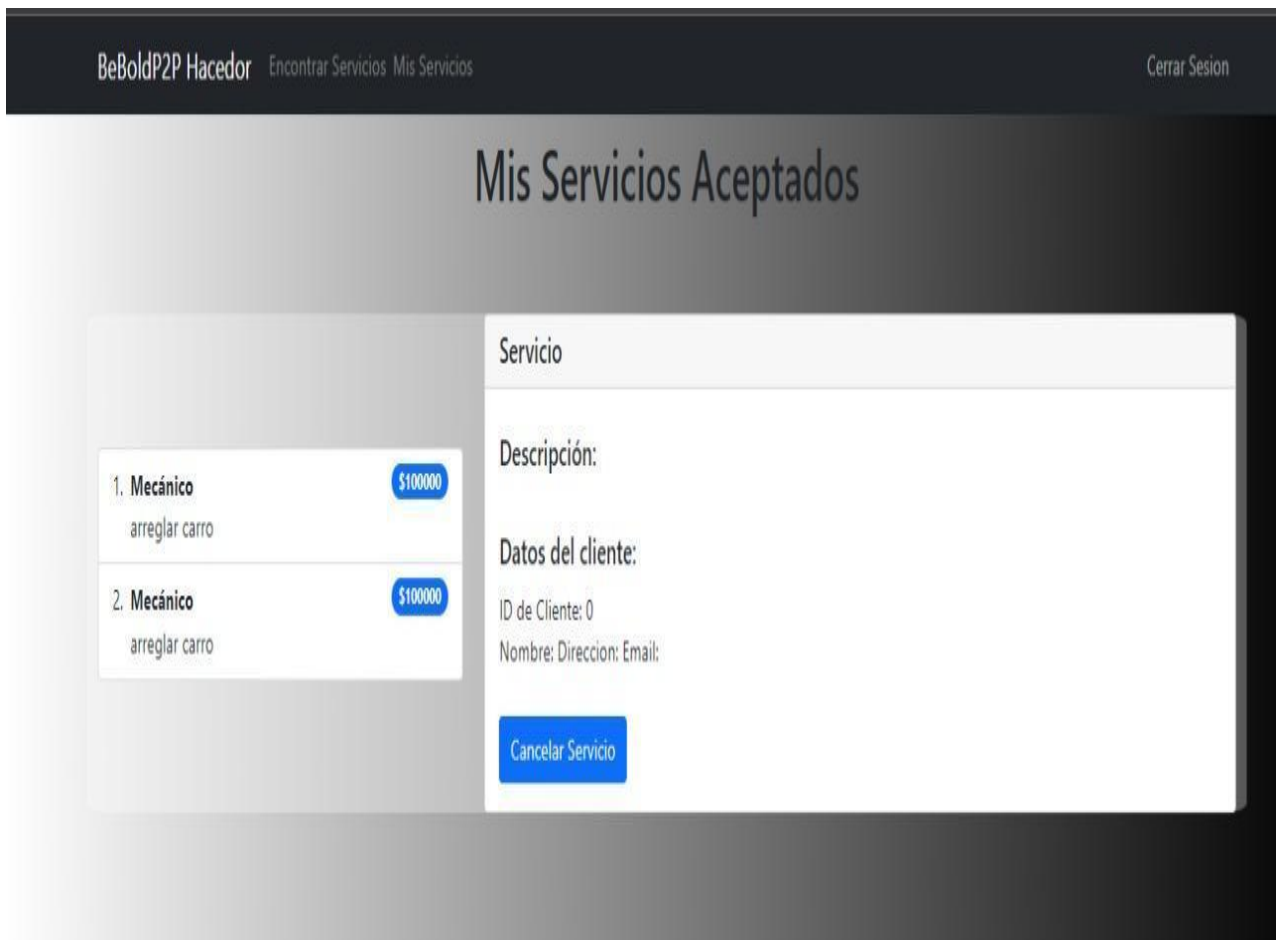 BeBoldP2P Hacedor Encontrar Servicios Mis Servicios Cerrar Sesion
Mis Servicios Aceptados
1. Mecánico $100000
arreglar carro
2. Mecánico $100000
arreglar carro
Servicio
Descripción:
Datos del cliente:
ID de Cliente: 0
Nombre: Direccion: Email:
Cancelar Servicio